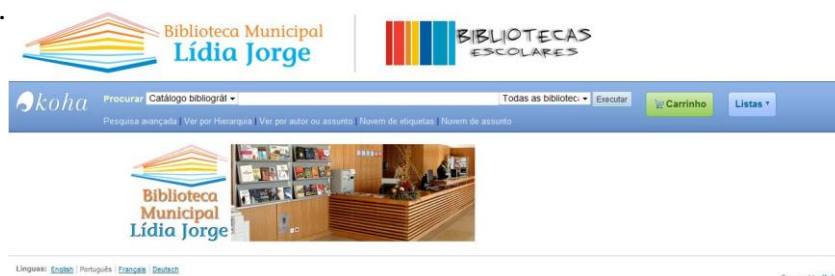 Biblioteca Municipal
Lídia Jorge
BIBLIOTECAS
ESCOLARES
koha
Procurar Catálogo bibliográf Todas as bibliotec. Executar
Carrinho
Listas
Pesquisa avançada | Ver por Hierarquia | Ver por autor ou assunto | Nuvem de etiquetas | Nuvem de assunto
Biblioteca
Municipal
Lídia Jorge
Línguas: English | Português | Français | Deutsch